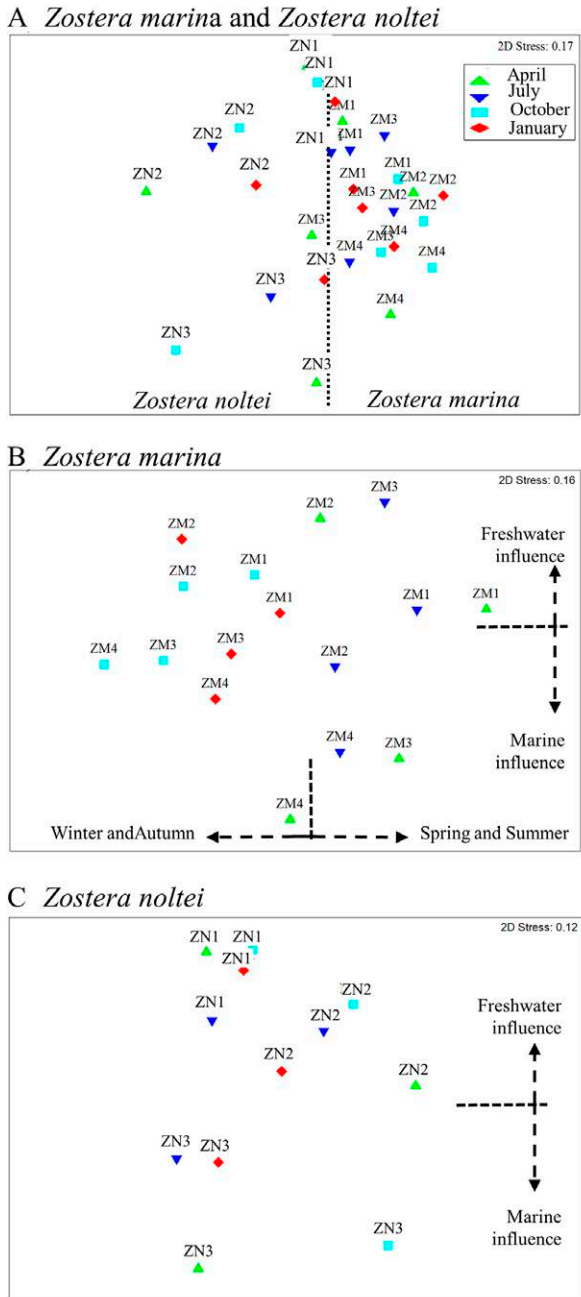 A Zostera marina and Zostera noltei
2D Stress: 0.17
April
July
October
January
ZN1
ZN1
ZN1
ZM1
ZM3
ZN2
ZN2
ZN1
ZM1
ZN2
ZM1
ZM2
ZM2
ZN2
ZM1
ZM3
ZM2
ZM2
ZM3
ZM4
ZM3
ZM4
ZM4
ZN3
ZN3
ZM4
ZN3
ZN3
Zostera noltei
Zostera marina
B Zostera marina
2D Stress: 0.16
ZM2
ZM3
ZM2
Freshwater
influence
ZM2
ZM1
ZM1
ZM1
ZM1
ZM4
ZM3
ZM3
ZM2
ZM4
ZM4
ZM3
Marine
influence
ZM4
Winter andAutumn
Spring and Summer
C Zostera noltei
2D Stress: 0.12
ZN1
ZN1
ZN1
ZN2
ZN1
ZN2
Freshwater
influence
ZN2
ZN2
ZN3
ZN3
ZN3
Marine
influence
ZN3